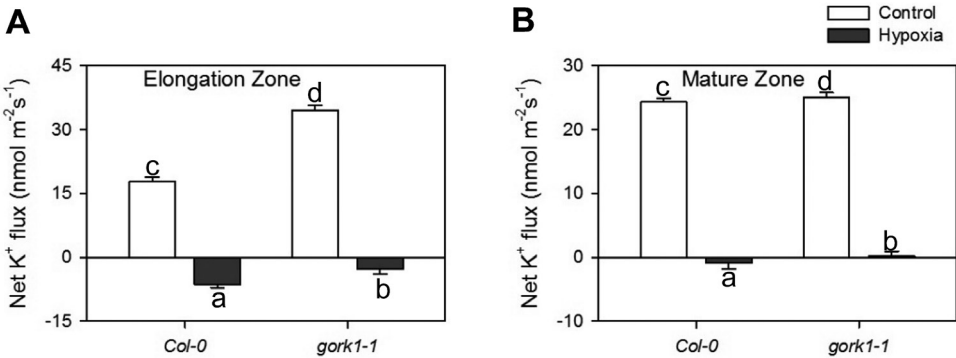 A
B
Control
Hypoxia
Elongation Zone
Net K⁺ flux (nmol m⁻²s⁻¹)
45
30
15
0
-15
c
a
d
b
Col-0
gork1-1
Mature Zone
Net K⁺ flux (nmol m⁻²s⁻¹)
30
20
10
0
-10
c
a
d
b
Col-0
gork1-1